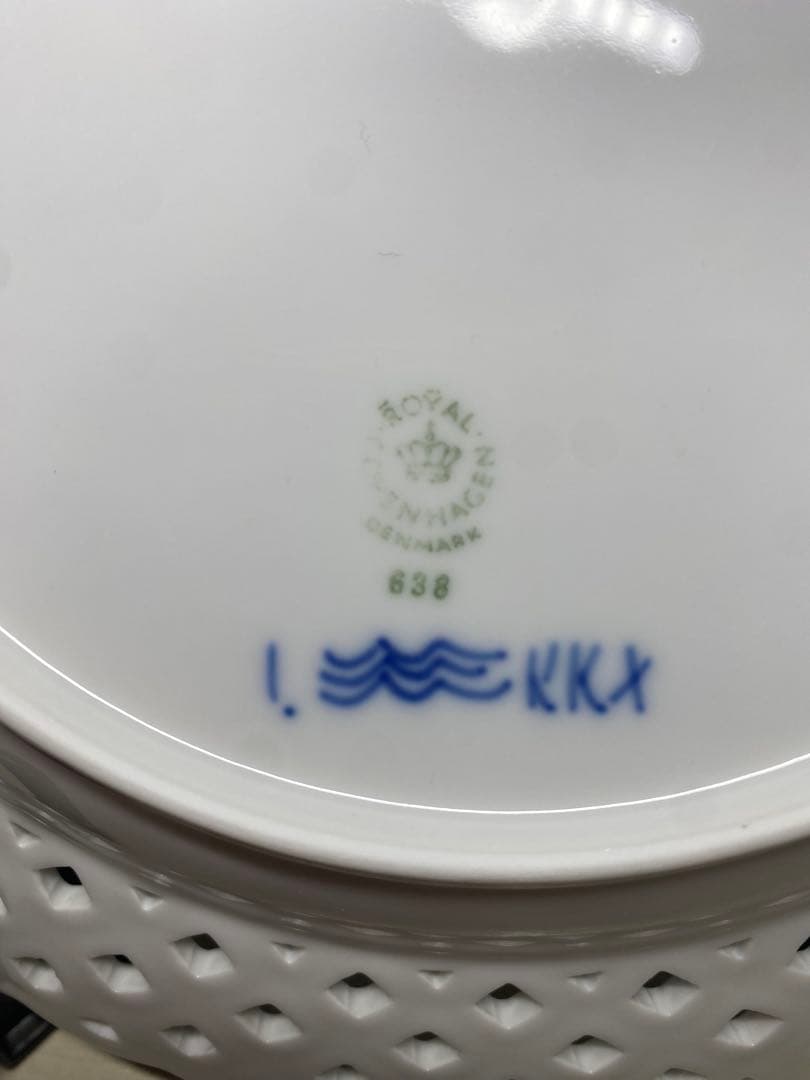 ROYAL
COPENHAGEN
DENMARK
638
1. KKX